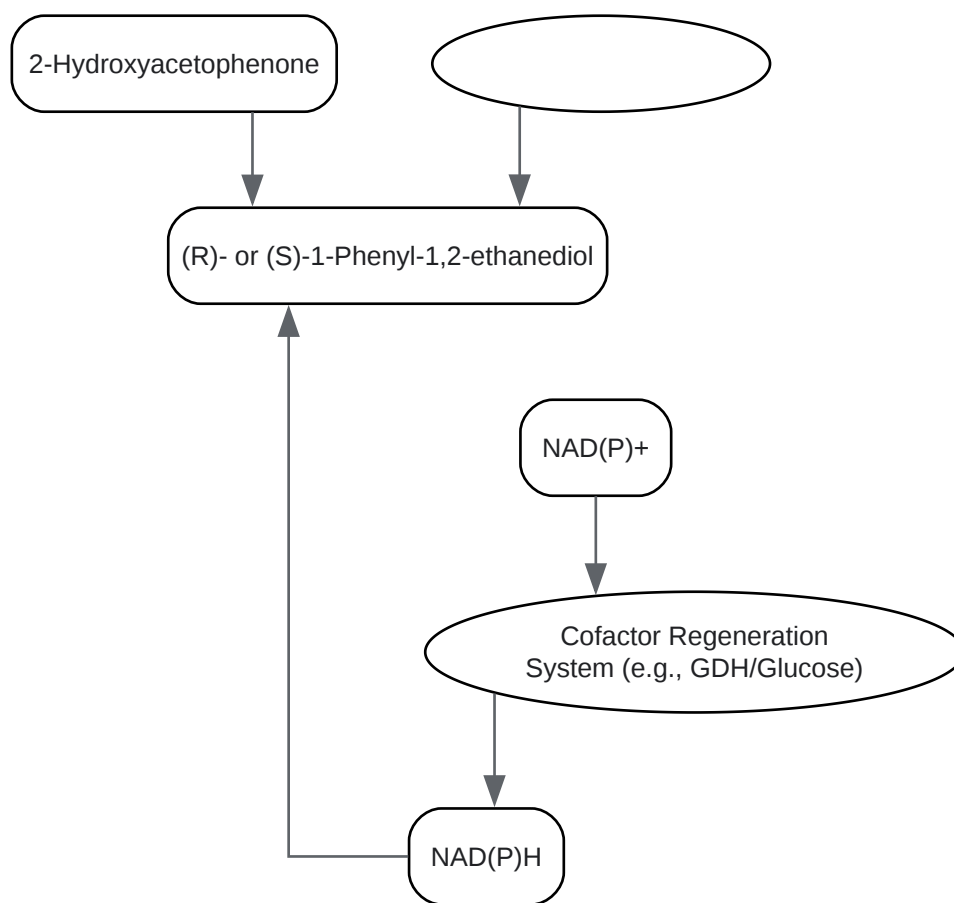 2-Hydroxyacetophenone
(R)- or (S)-1-Phenyl-1,2-ethanediol
NAD(P)+
Cofactor Regeneration
System (e.g., GDH/Glucose)
NAD(P)H